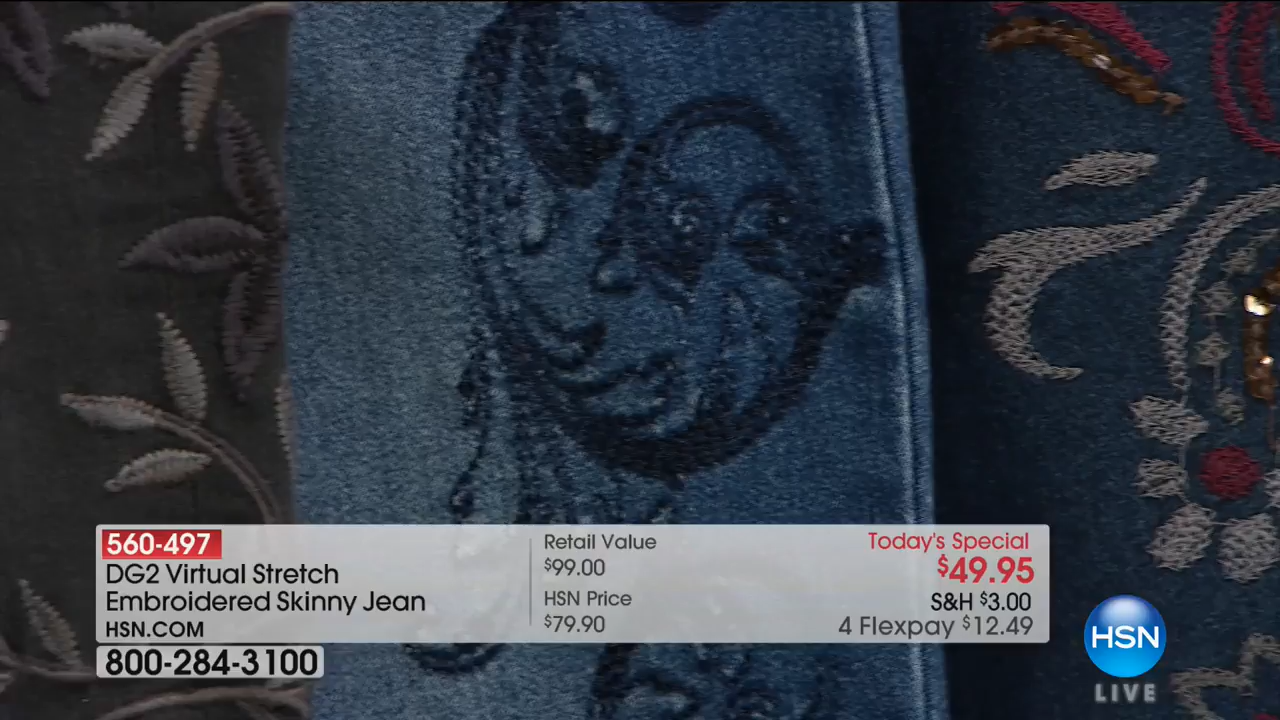 560-497
DG2 Virtual Stretch
Embroidered Skinny Jean
HSN.COM
800-284-3100
Retail Value
$99.00
HSN Price
$79.90
Today's Special
$49.95
S&H $3.00
4 Flexpay $12.49
HSN
LIVE